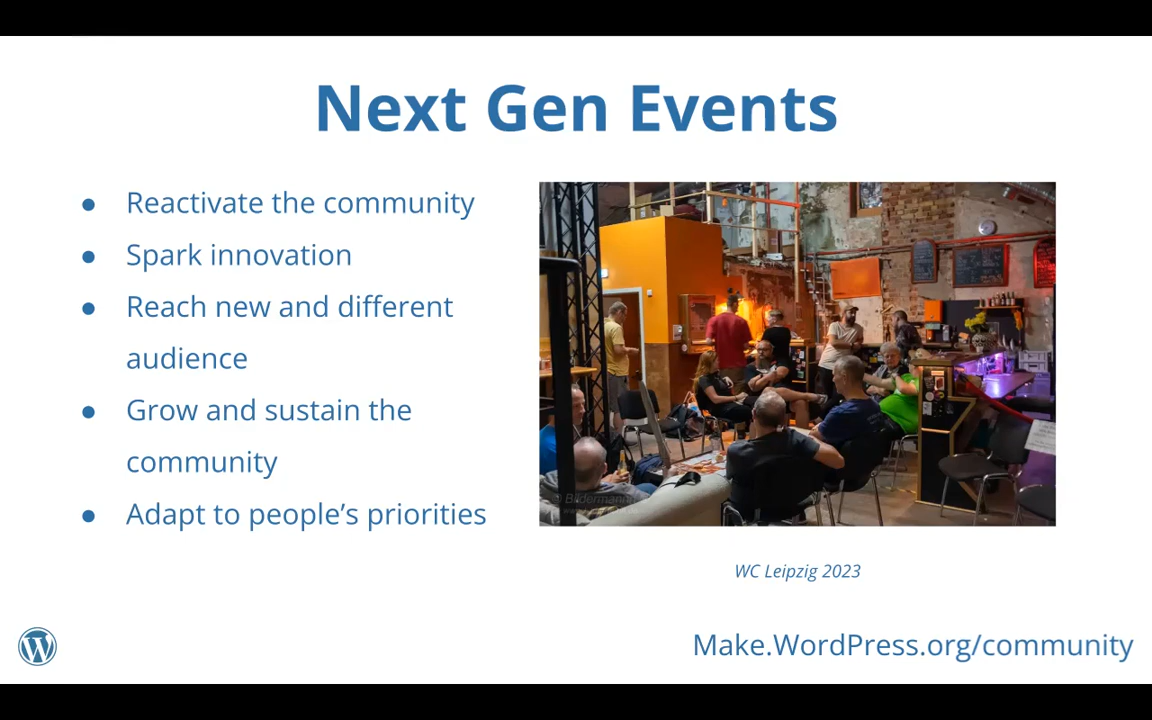 Next Gen Events
● Reactivate the community
● Spark innovation
● Reach new and different
audience
● Grow and sustain the
community
● Adapt to people’s priorities
© Bildermann
WC Leipzig 2023
Make.WordPress.org/community